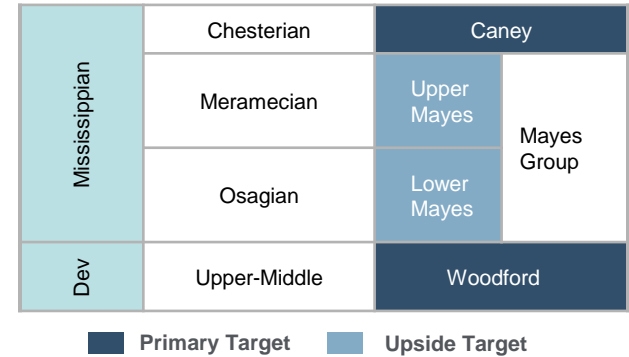 Mississippian
Chesterian
Caney
Meramecian
Upper
Mayes
Mayes
Group
Osagian
Lower
Mayes
Dev
Upper-Middle
Woodford
Primary Target
Upside Target